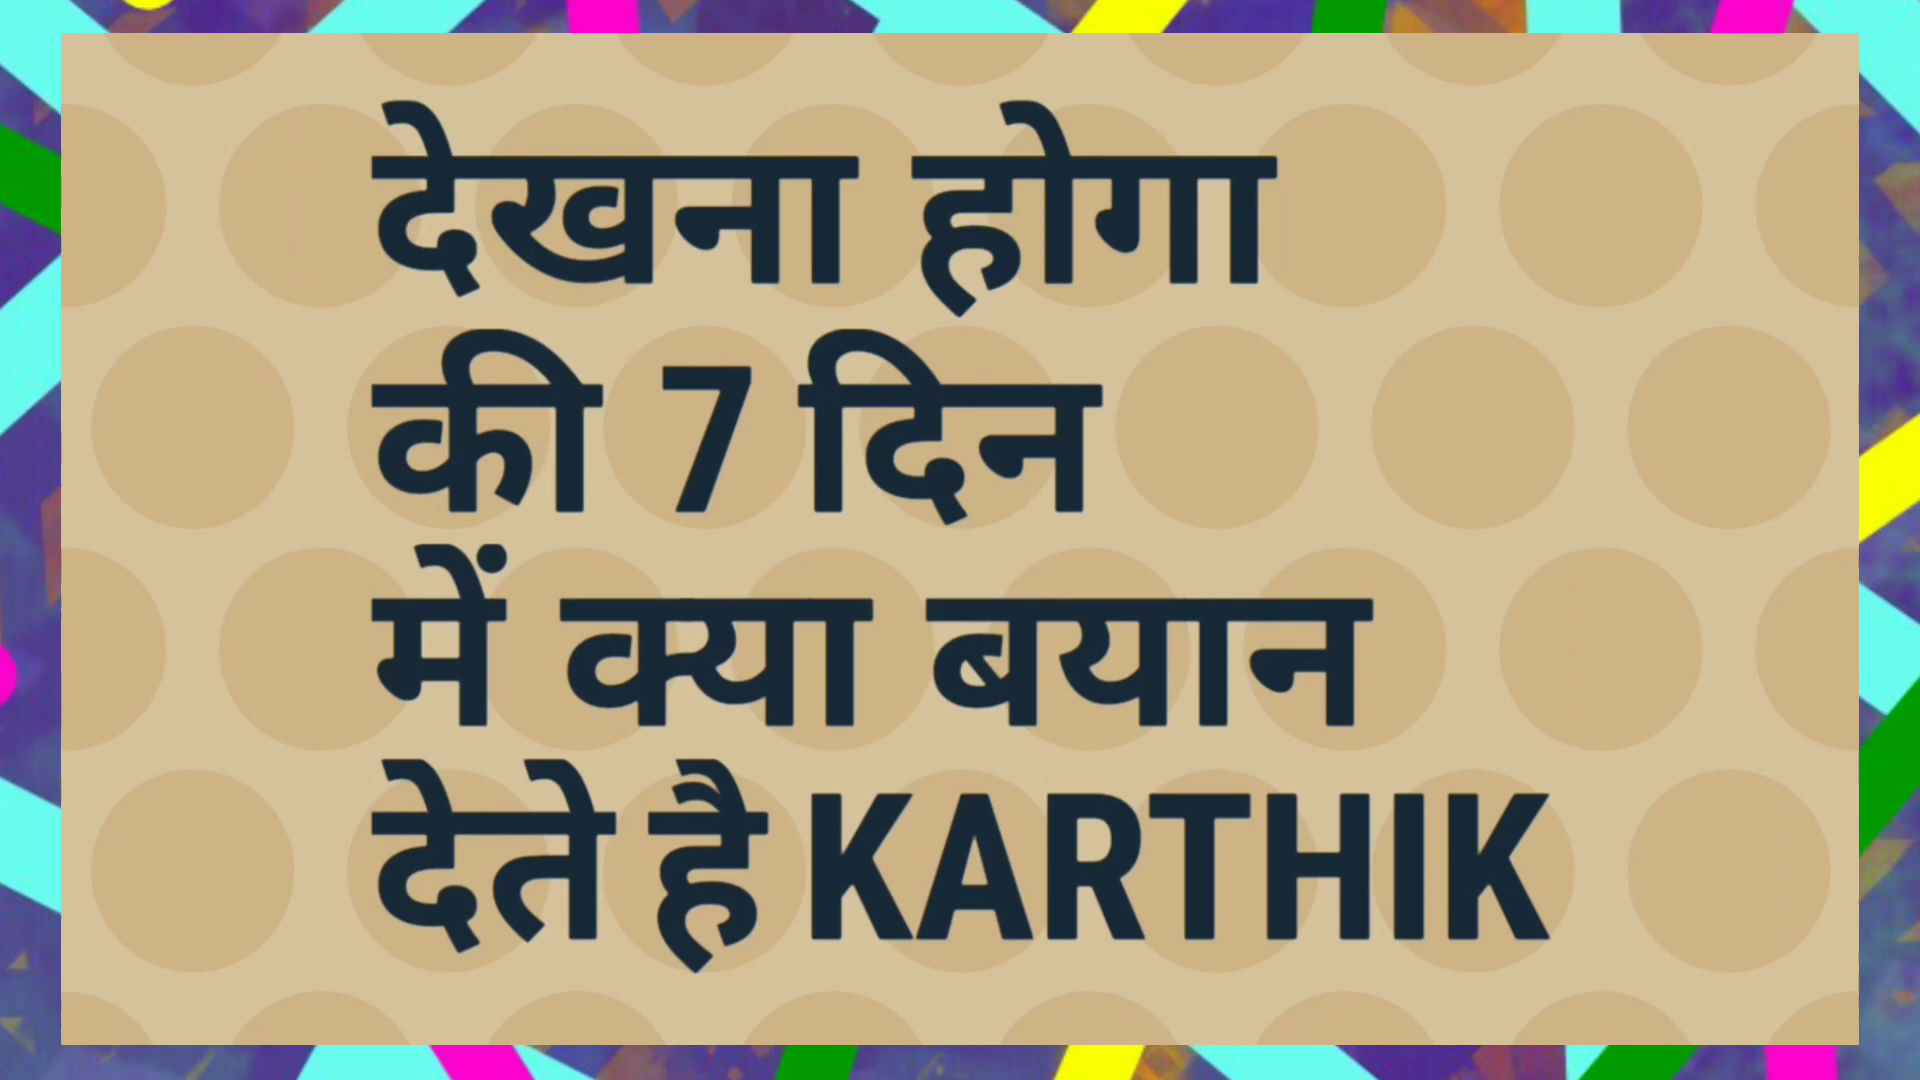 देखना होगा
की 7 दिन
में क्या बयान
देते है KARTHIK